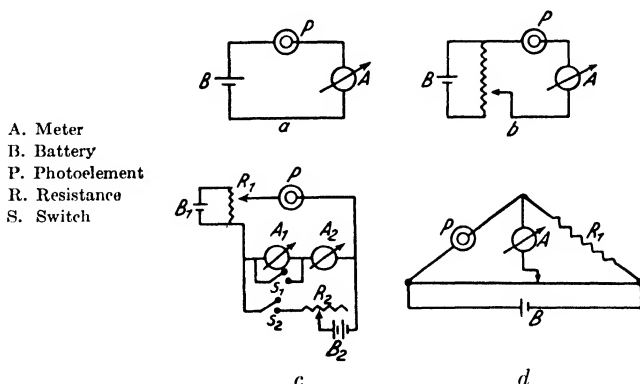 P
B
A
a
P
B
A
b
A. Meter
B. Battery
P. Photoelement
R. Resistance
S. Switch
R₁
P
B₁
A₁
A₂
S₁
R₂
S₂
B₂
c
P
A
R₁
B
d